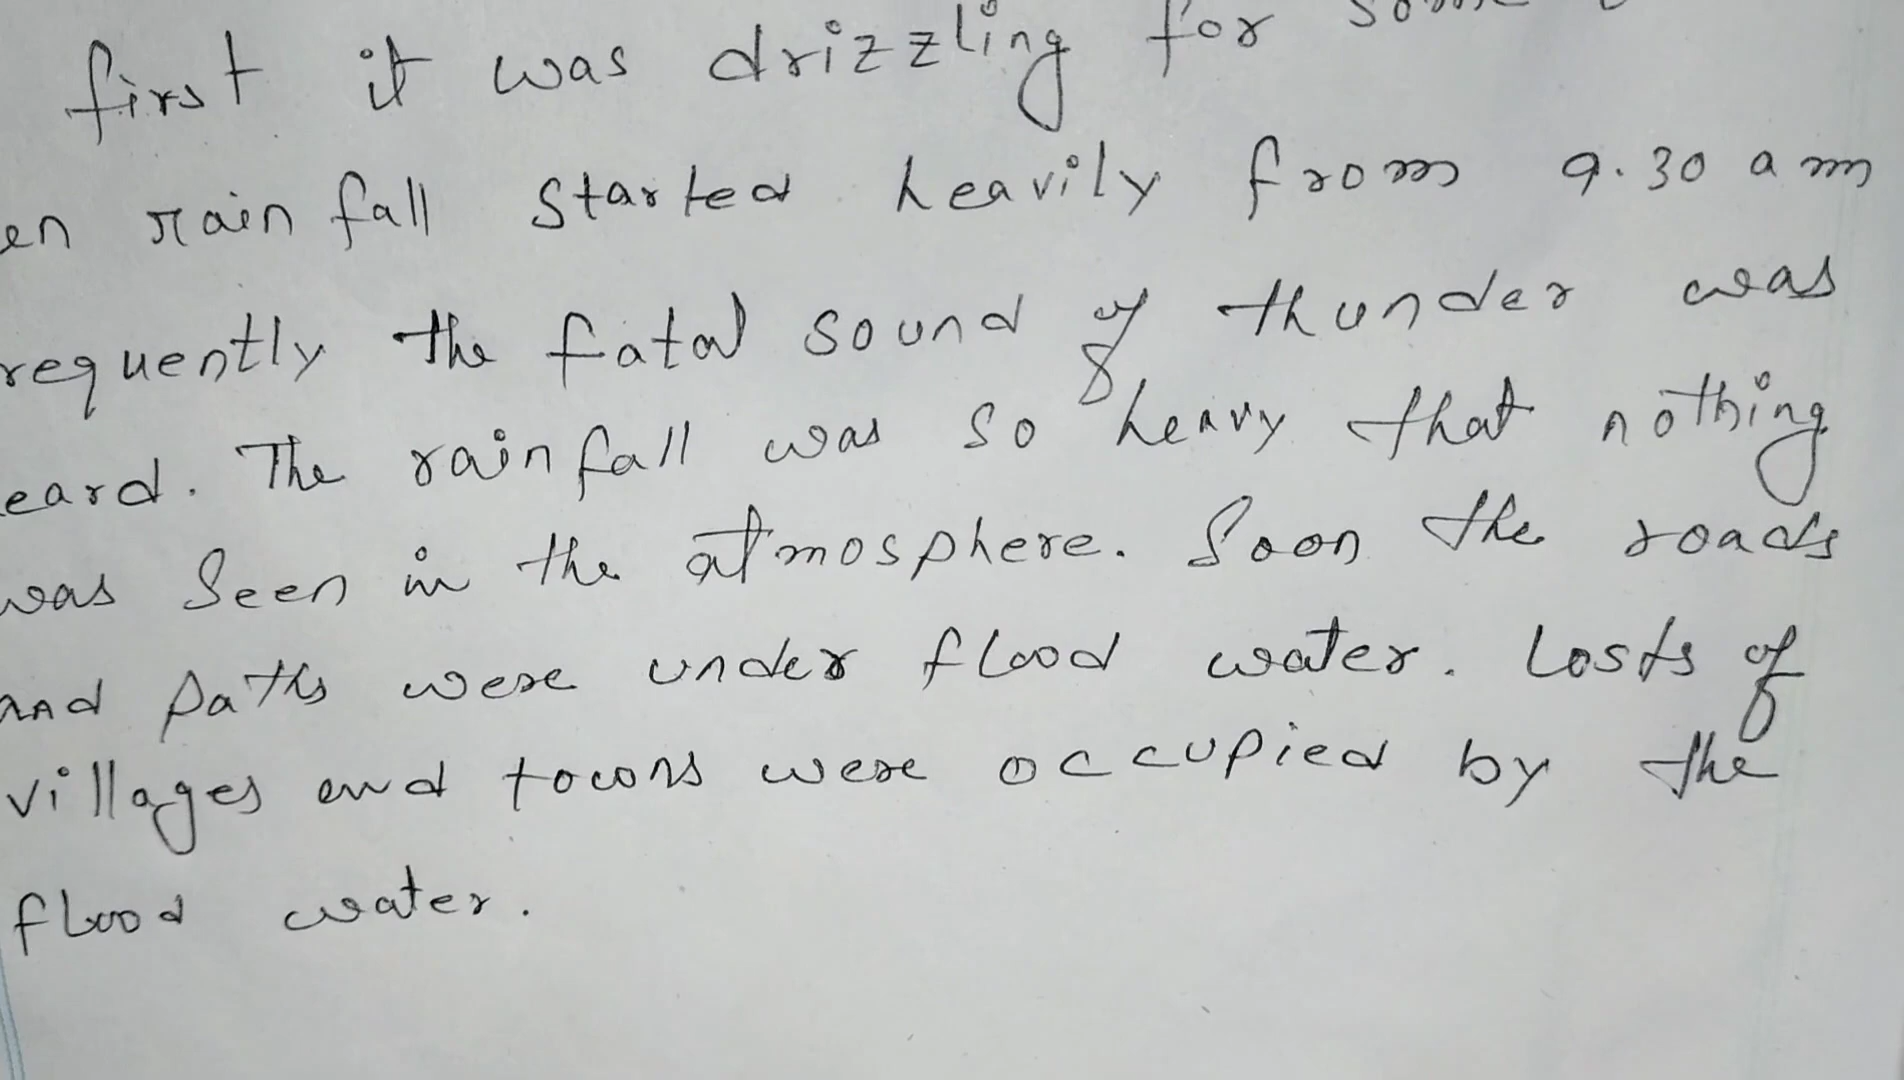 first it was drizzling for
en rain fall started heavily from 9.30 am
requently the fatal sound of thunder was
eard. The rain fall was so heavy that nothing
was seen in the atmosphere. Soon the roads
and paths were under flood water. Losts of
villages and towns were occupied by the
flood water.